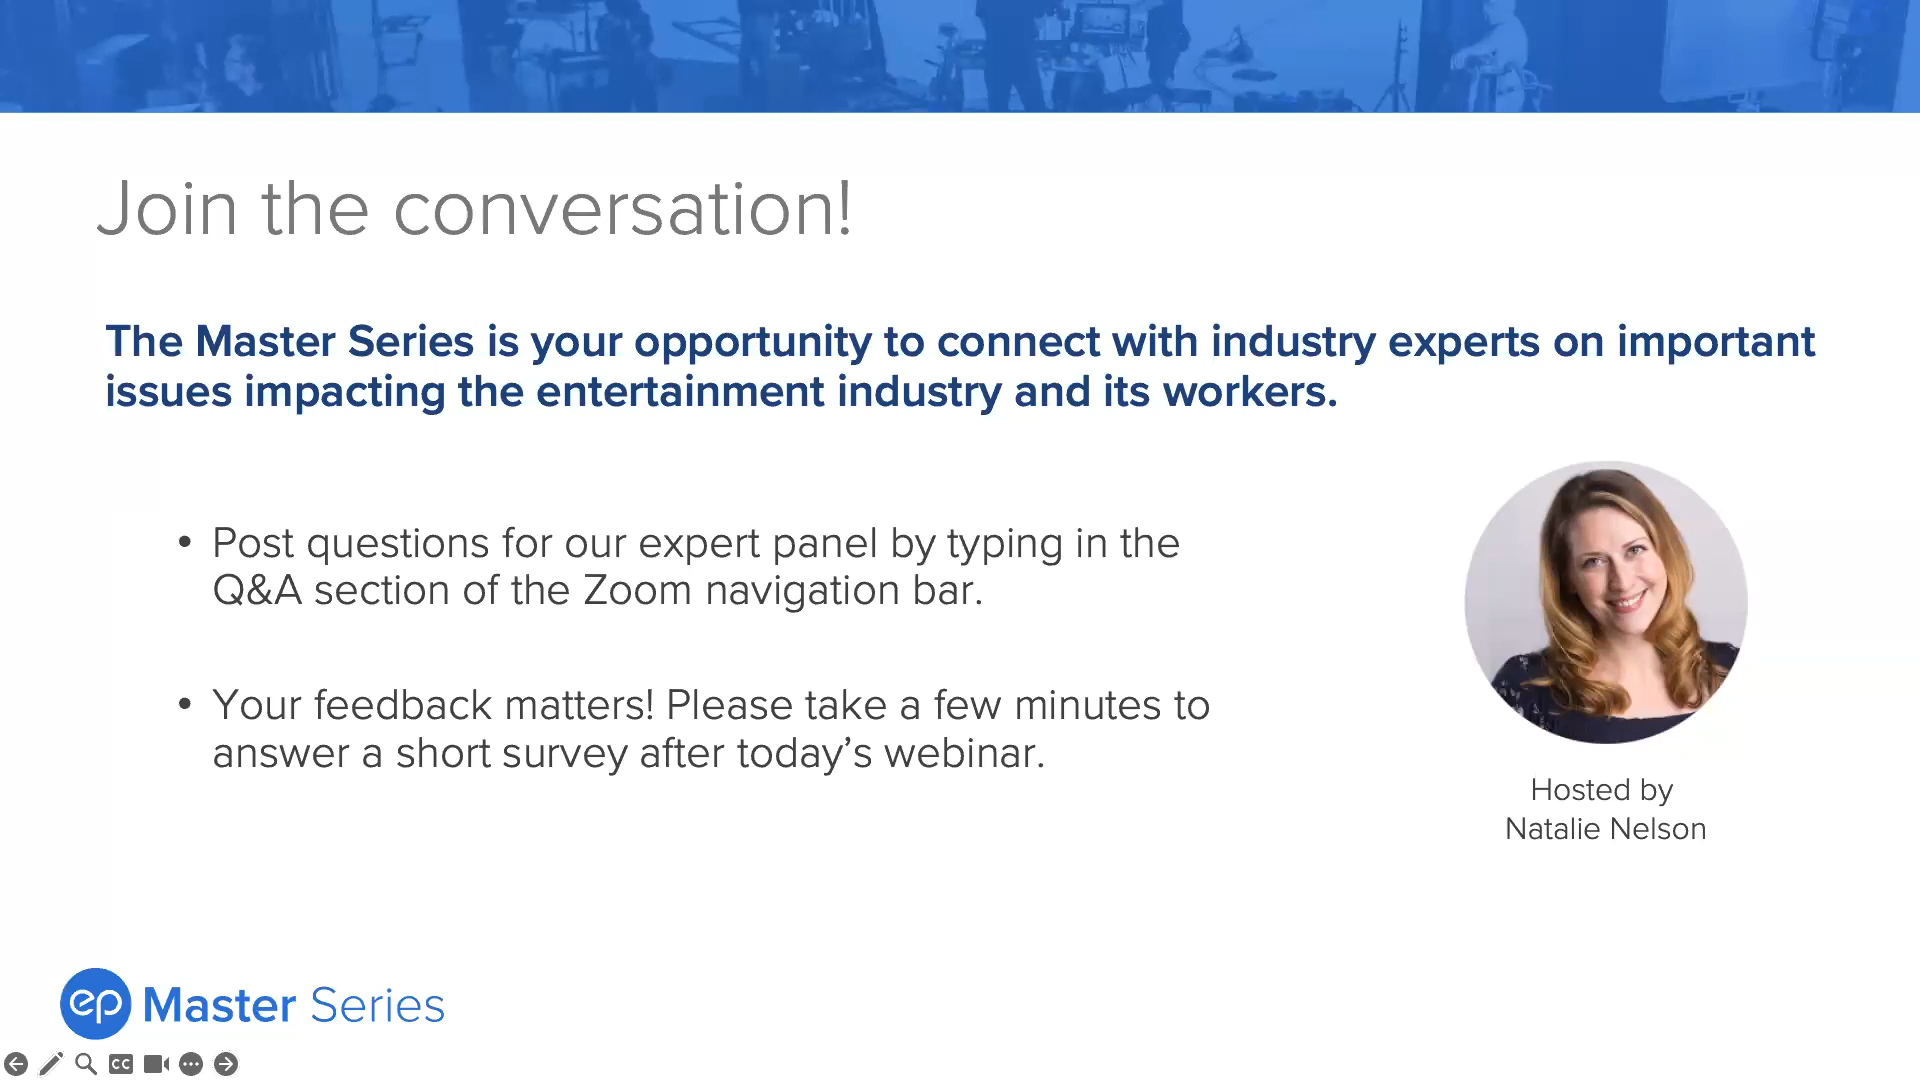 Join the conversation!
The Master Series is your opportunity to connect with industry experts on important
issues impacting the entertainment industry and its workers.
• Post questions for our expert panel by typing in the
Q&A section of the Zoom navigation bar.
• Your feedback matters! Please take a few minutes to
answer a short survey after today’s webinar.
Hosted by
Natalie Nelson
ep Master Series
CC